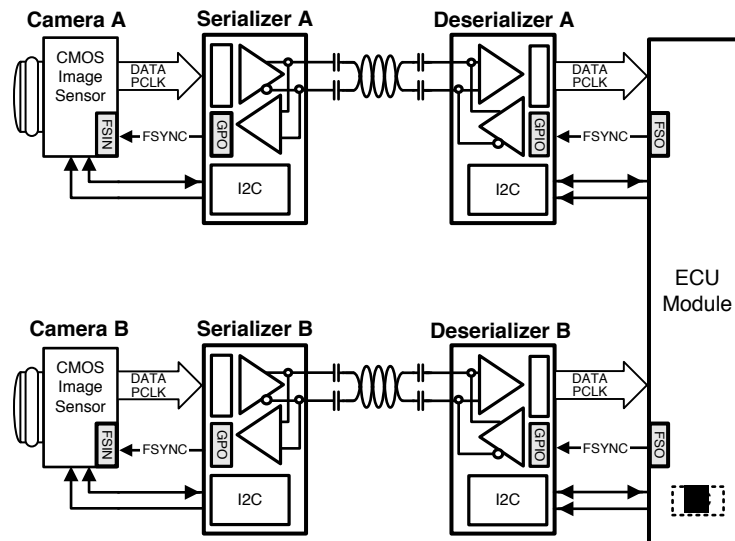 Camera A
Serializer A
Deserializer A
CMOS
Image
Sensor
DATA
PCLK
DATA
PCLK
FSIN
FSYNC
GPO
GPIO
FSYNC
FSO
I2C
I2C
ECU
Module
Camera B
Serializer B
Deserializer B
CMOS
Image
Sensor
DATA
PCLK
DATA
PCLK
FSIN
FSYNC
GPO
GPIO
FSYNC
FSO
I2C
I2C